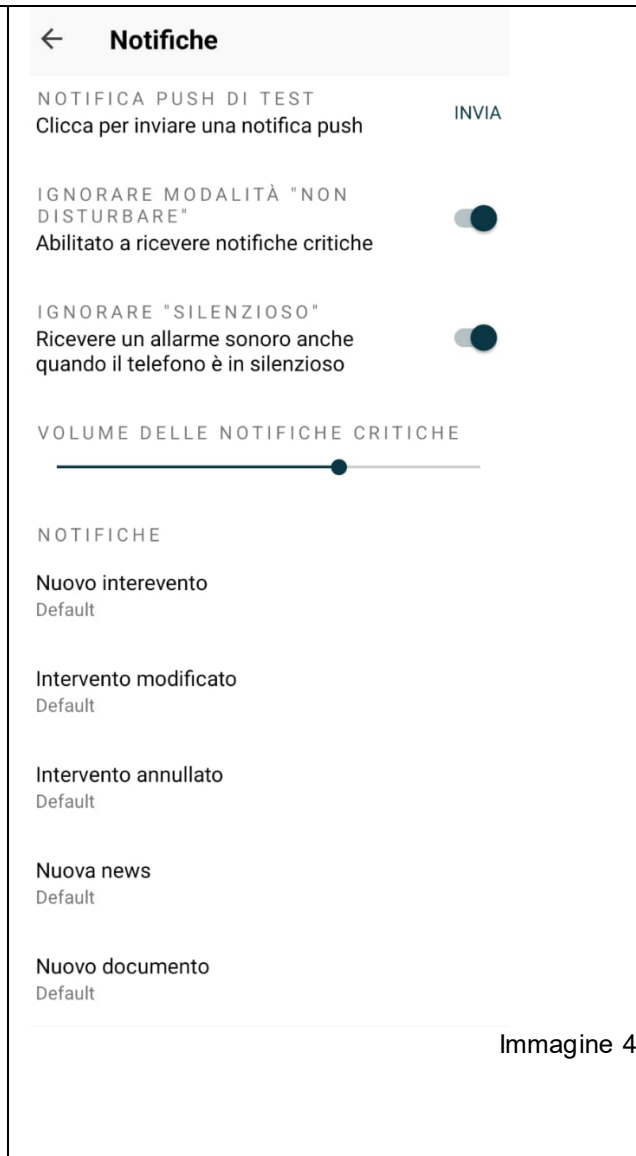 Notifiche
NOTIFICA PUSH DI TEST
Clicca per inviare una notifica push
INVIA
IGNORARE MODALITÀ "NON
DISTURBARE"
Abilitato a ricevere notifiche critiche
IGNORARE "SILENZIOSO"
Ricevere un allarme sonoro anche
quando il telefono è in silenzioso
VOLUME DELLE NOTIFICHE CRITICHE
NOTIFICHE
Nuovo interevento
Default
Intervento modificato
Default
Intervento annullato
Default
Nuova news
Default
Nuovo documento
Default
Immagine 4